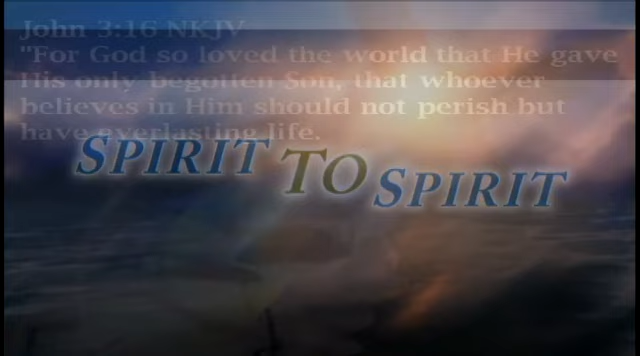 John 3:16 NKJV
"For God so loved the world that He gave
His only begotten Son, that whoever
believes in Him should not perish but
have everlasting life.
SPIRIT TO SPIRIT